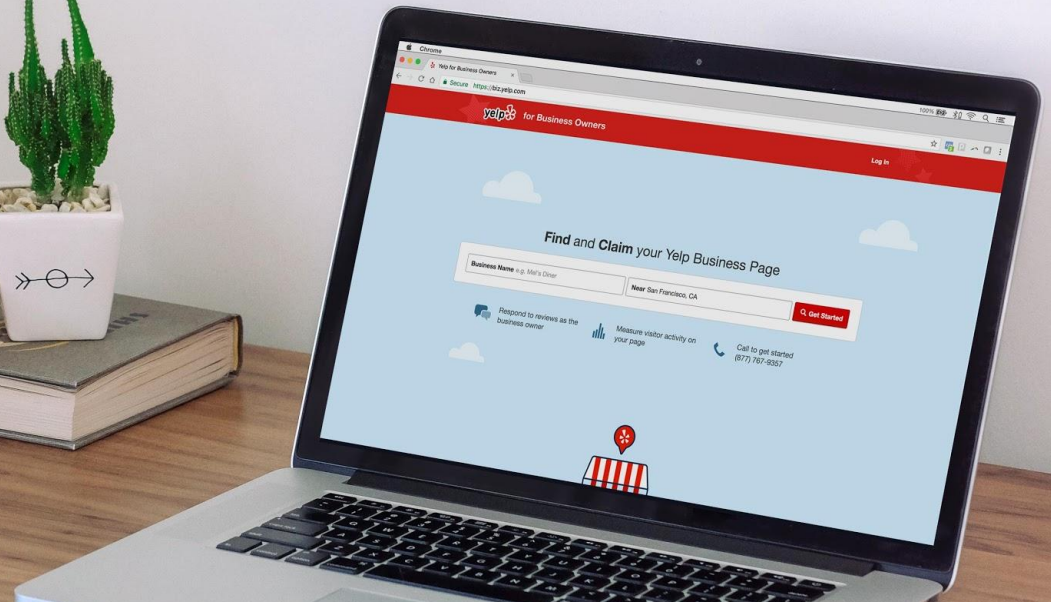 Chrome
100%
Yelp for Business Owners
Secure https://biz.yelp.com
yelp for Business Owners
Log In
Find and Claim your Yelp Business Page
Business Name e.g. Mel's Diner
Near San Francisco, CA
Get Started
Respond to reviews as the
business owner
Measure visitor activity on
your page
Call to get started
(877) 767-9357